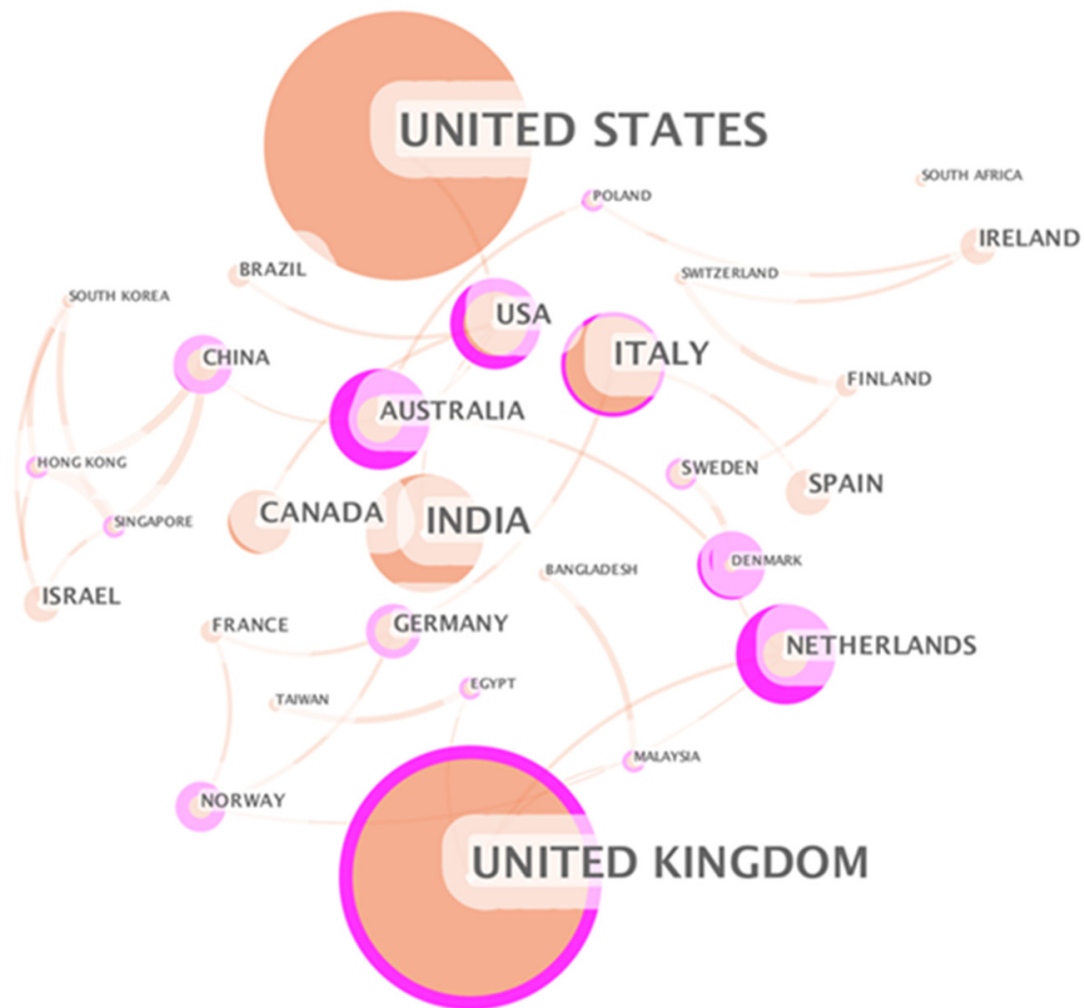 UNITED STATES
SOUTH AFRICA
POLAND
IRELAND
BRAZIL
SWITZERLAND
SOUTH KOREA
USA
ITALY
CHINA
FINLAND
AUSTRALIA
HONG KONG
SWEDEN
SPAIN
CANADA
INDIA
SINGAPORE
DENMARK
BANGLADESH
ISRAEL
FRANCE
GERMANY
NETHERLANDS
EGYPT
TAIWAN
MALAYSIA
NORWAY
UNITED KINGDOM